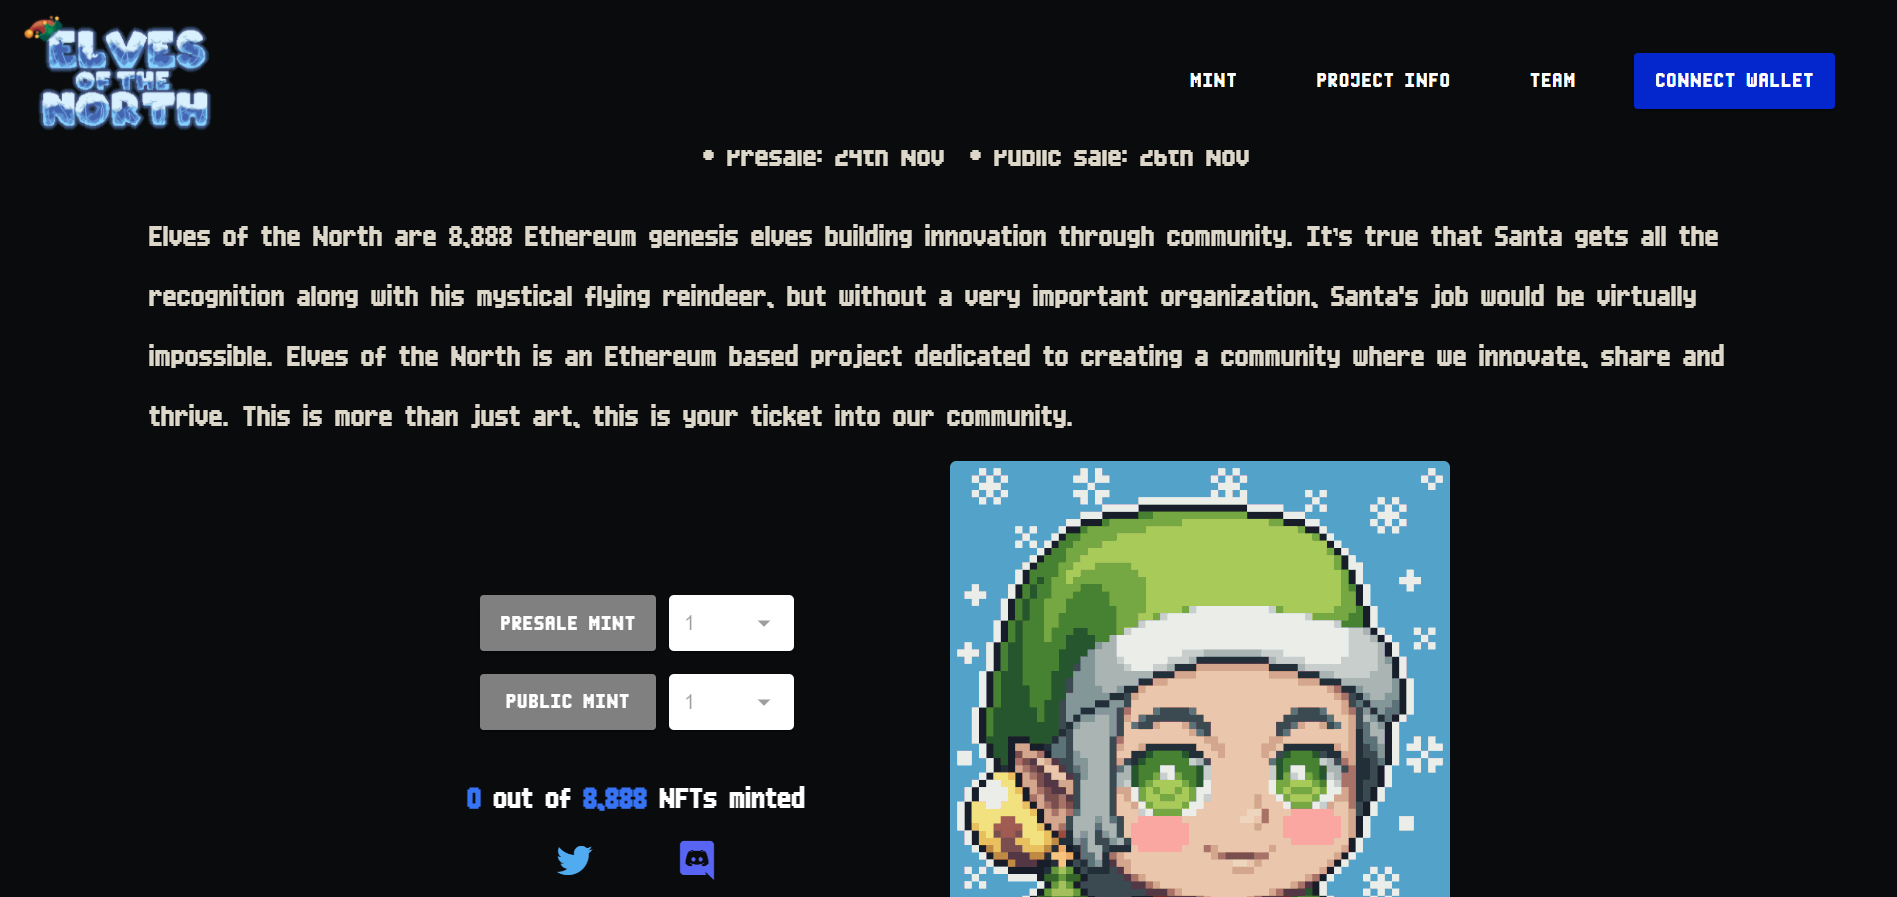 ELVES
OF THE
NORTH
MINT
PROJECT INFO
TEAM
CONNECT WALLET
• Presale: 24th Nov • Public sale: 26th Nov
Elves of the North are 8,888 Ethereum genesis elves building innovation through community. It's true that Santa gets all the
recognition along with his mystical flying reindeer, but without a very important organization, Santa's job would be virtually
impossible. Elves of the North is an Ethereum based project dedicated to creating a community where we innovate, share and
thrive. This is more than just art, this is your ticket into our community.
PRESALE MINT
1
PUBLIC MINT
1
0 out of 8,888 NFTs minted